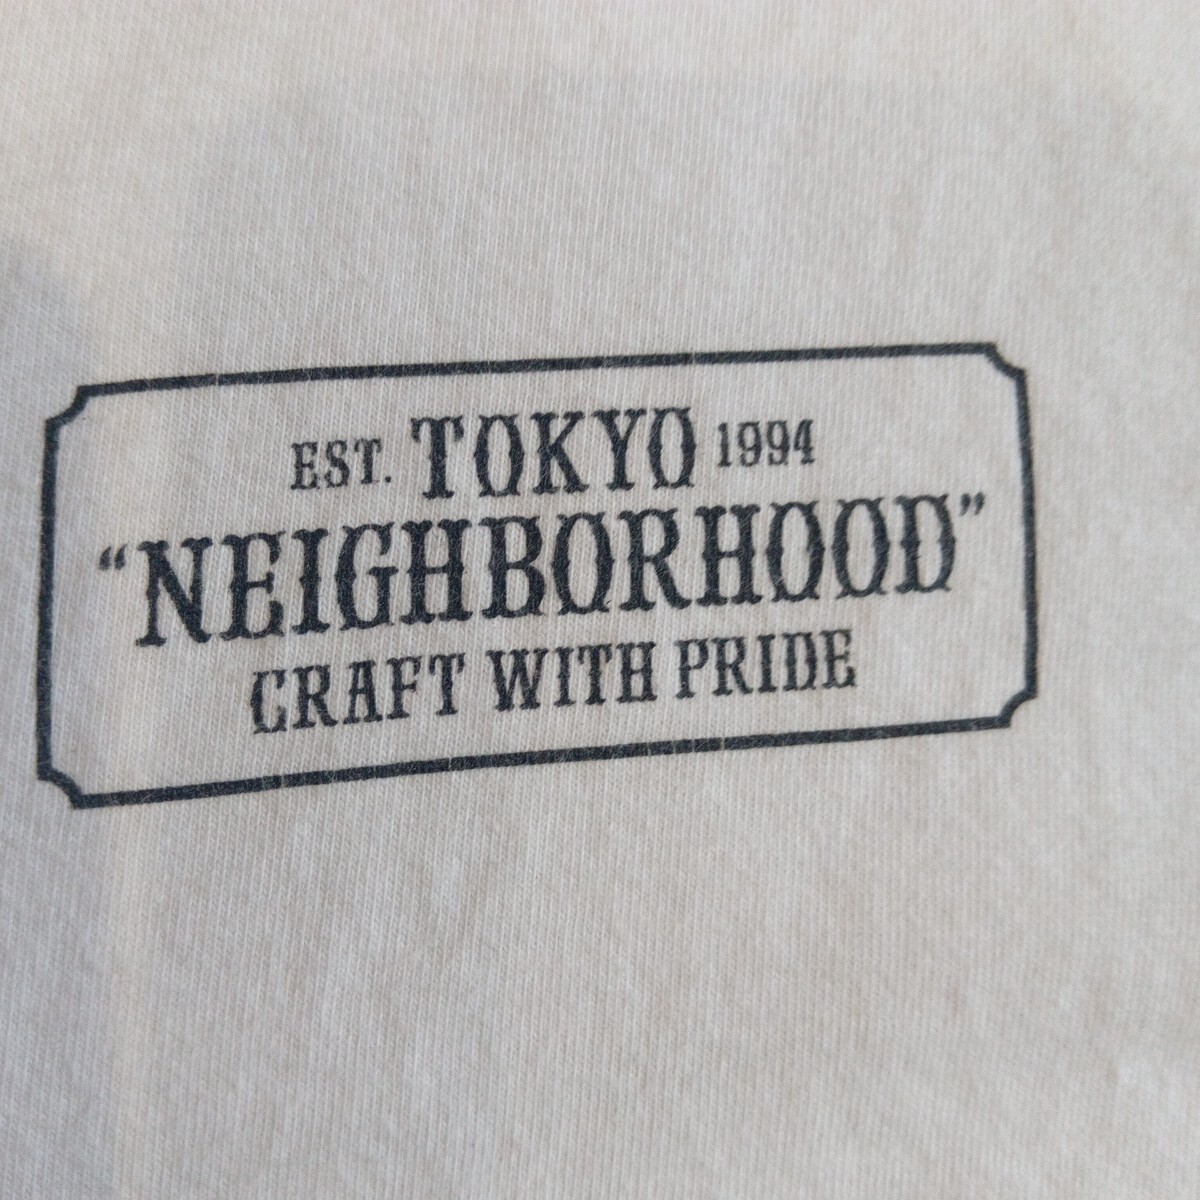 EST. TOKYO 1994
“NEIGHBORHOOD”
CRAFT WITH PRIDE